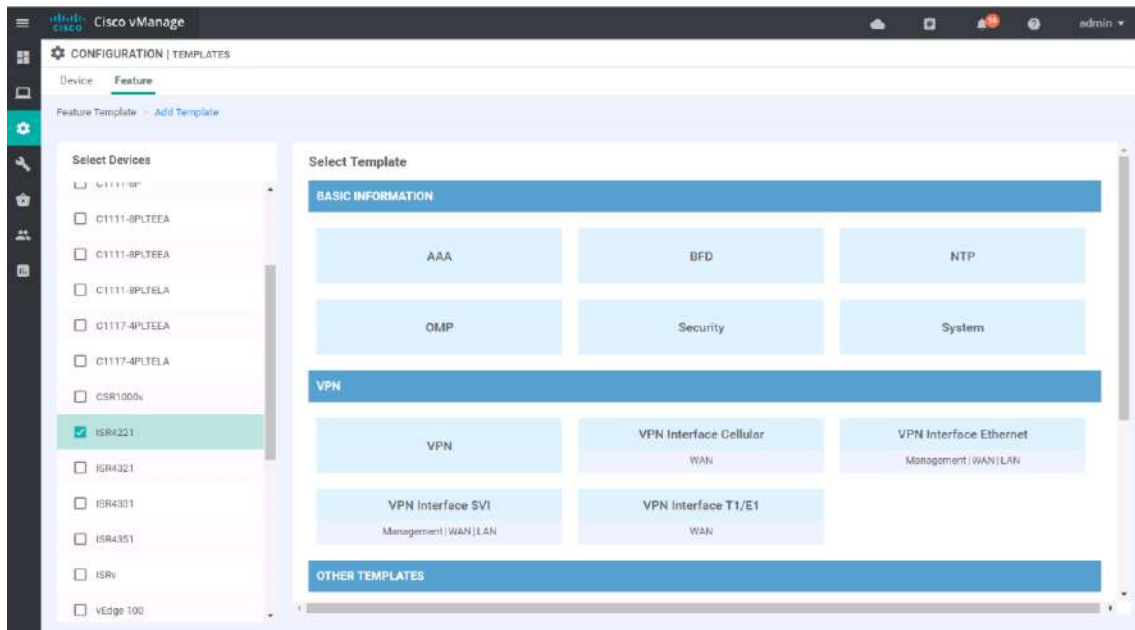 cisco Cisco vManage admin
CONFIGURATION | TEMPLATES
Device Feature
Feature Template > Add Template
Select Devices
C1111-8P
C1111-8PLTEEA
C1111-8PLTEEA
C1111-8PLTELA
C1117-4PLTEEA
C1117-4PLTELA
CSR1000v
ISR4221
ISR4321
ISR4331
ISR4351
ISRv
vEdge 100
Select Template
BASIC INFORMATION
AAA BFD NTP
OMP Security System
VPN
VPN VPN Interface Cellular VPN Interface Ethernet
WAN Management | WAN | LAN
VPN Interface SVI VPN Interface T1/E1
Management | WAN | LAN WAN
OTHER TEMPLATES